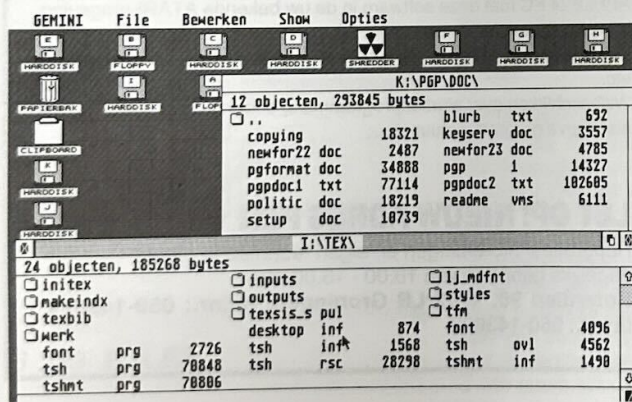 GEMINI File Bewerken Show Opties
E B C D F G H
HARDDISK FLOPPY HARDDISK HARDDISK SHREDDER HARDDISK HARDDISK HARDDISK
I A
PAPIERBAK HARDDISK
CLIPBOARD
K
HARDDISK
J
HARDDISK
K:\PGP\DOC\
12 objecten, 293845 bytes
.. blurb txt 692
copying 18321 keyserv doc 3557
newfor22 doc 2487 newfor23 doc 4785
pgformat doc 34888 pgp 1 14327
pgpdoc1 txt 77114 pgpdoc2 txt 102605
politic doc 18219 readme vms 6111
setup doc 10739
I:\TEX\
24 objecten, 185268 bytes
initex inputs lj_mdfnt
makeindx outputs styles
texbib texsis_s pul tfm
werk desktop inf 874 font 4096
font prg 2726 tsh inf 1568 tsh ovl 4562
tsh prg 70848 tsh rsc 28298 tshmt inf 1490
tshmt prg 70806